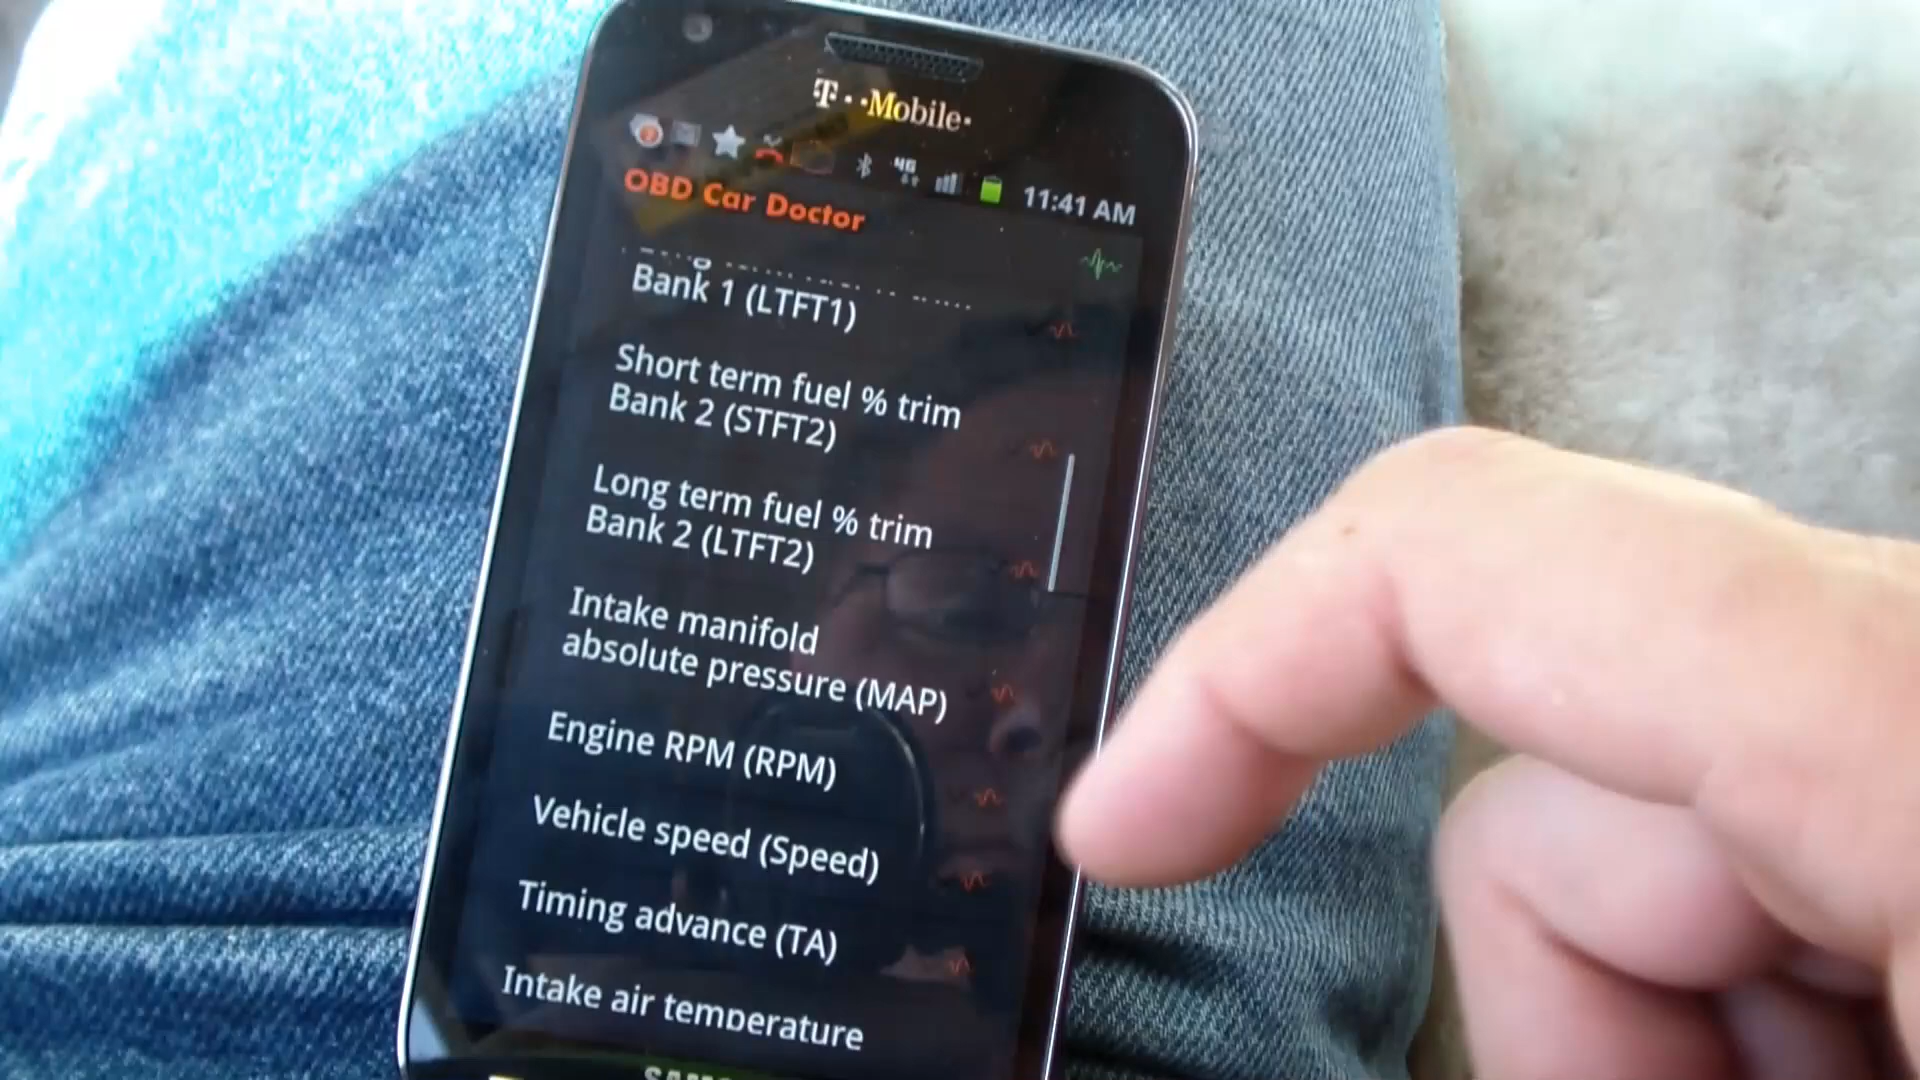 T··Mobile·
4G
11:41 AM
OBD Car Doctor
Bank 1 (LTFT1)
Short term fuel % trim
Bank 2 (STFT2)
Long term fuel % trim
Bank 2 (LTFT2)
Intake manifold
absolute pressure (MAP)
Engine RPM (RPM)
Vehicle speed (Speed)
Timing advance (TA)
Intake air temperature